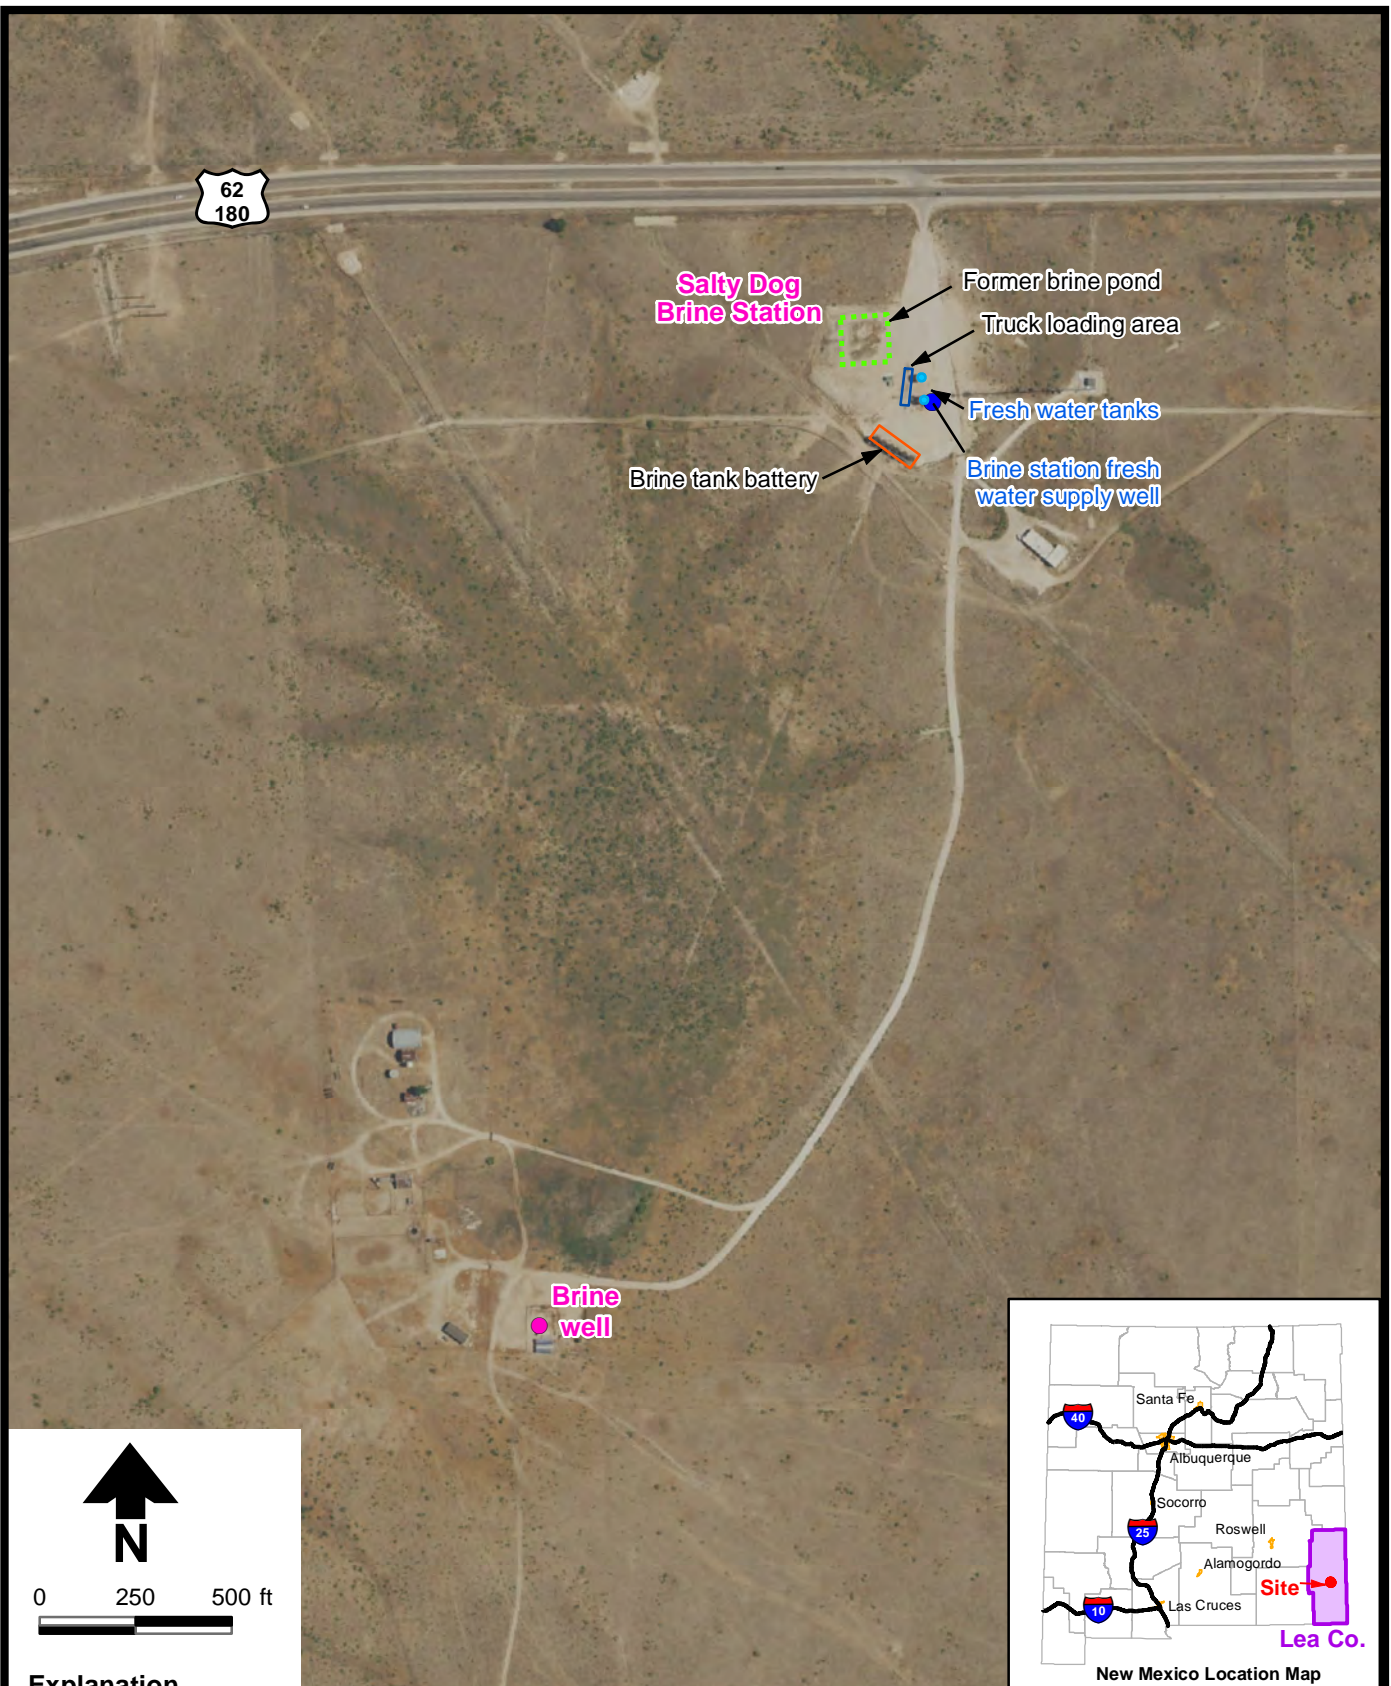 62
180
Salty Dog
Brine Station
Former brine pond
Truck loading area
Fresh water tanks
Brine station fresh
water supply well
Brine tank battery
Brine
well
N
0 250 500 ft
Explanation
Santa Fe
40
Albuquerque
Socorro
25
Roswell
Alamogordo
Site
Las Cruces
10
Lea Co.
New Mexico Location Map